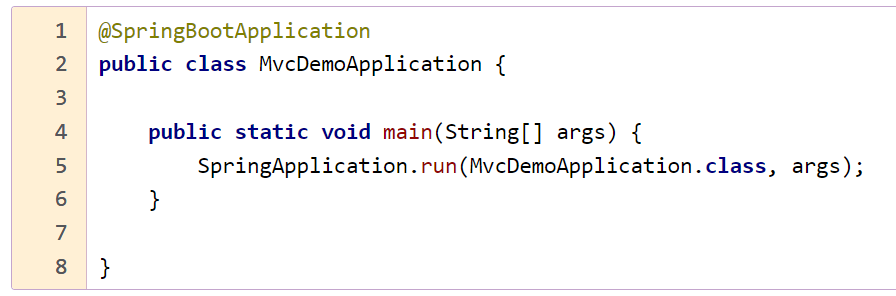 1 @SpringBootApplication
2 public class MvcDemoApplication {
3
4     public static void main(String[] args) {
5         SpringApplication.run(MvcDemoApplication.class, args);
6     }
7
8 }